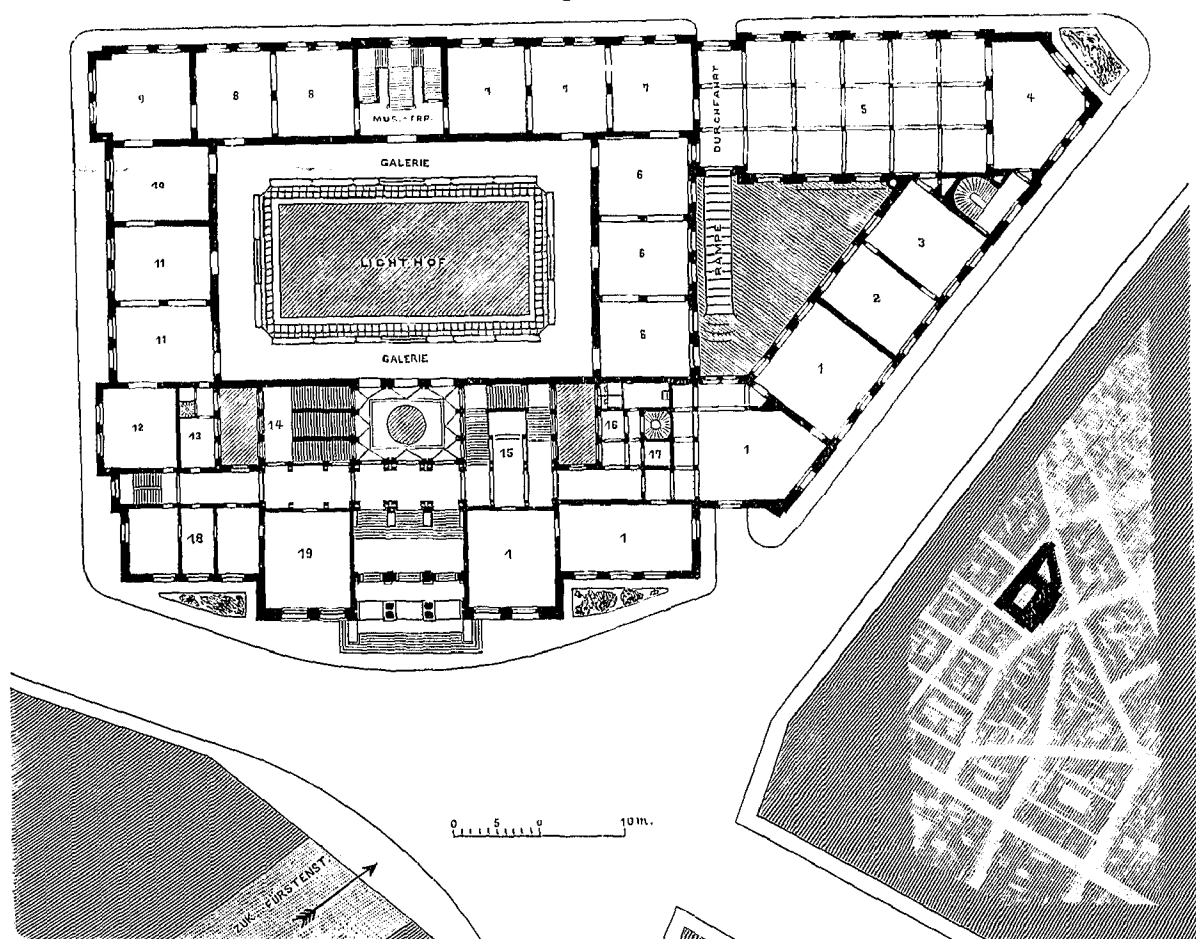 9 8 8 7 7 7 5 4
DURCHFAHRT
GALERIE
10 6
3
RAMPE
LICHTHOF
11 6
2
11 6
GALERIE
1
12 13 14 15 16 17 1
18 19 1 1
0 5 0 10 m.
ZUK. FÜRSTENST.